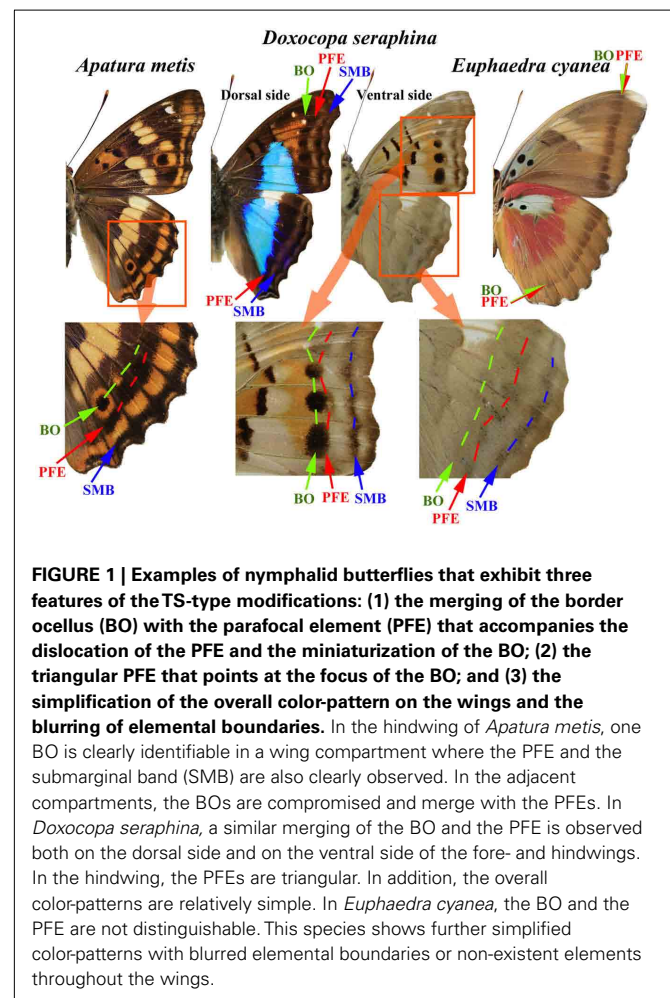 Doxocopa seraphina
Apatura metis
BO PFE SMB
Euphaedra cyanea
BO PFE
Dorsal side
Ventral side
PFE
SMB
BO
PFE
BO
PFE
SMB
BO PFE SMB
BO
PFE
SMB
FIGURE 1 | Examples of nymphalid butterflies that exhibit three
features of the TS-type modifications: (1) the merging of the border
ocellus (BO) with the parafocal element (PFE) that accompanies the
dislocation of the PFE and the miniaturization of the BO; (2) the
triangular PFE that points at the focus of the BO; and (3) the
simplification of the overall color-pattern on the wings and the
blurring of elemental boundaries. In the hindwing of Apatura metis, one
BO is clearly identifiable in a wing compartment where the PFE and the
submarginal band (SMB) are also clearly observed. In the adjacent
compartments, the BOs are compromised and merge with the PFEs. In
Doxocopa seraphina, a similar merging of the BO and the PFE is observed
both on the dorsal side and on the ventral side of the fore- and hindwings.
In the hindwing, the PFEs are triangular. In addition, the overall
color-patterns are relatively simple. In Euphaedra cyanea, the BO and the
PFE are not distinguishable. This species shows further simplified
color-patterns with blurred elemental boundaries or non-existent elements
throughout the wings.